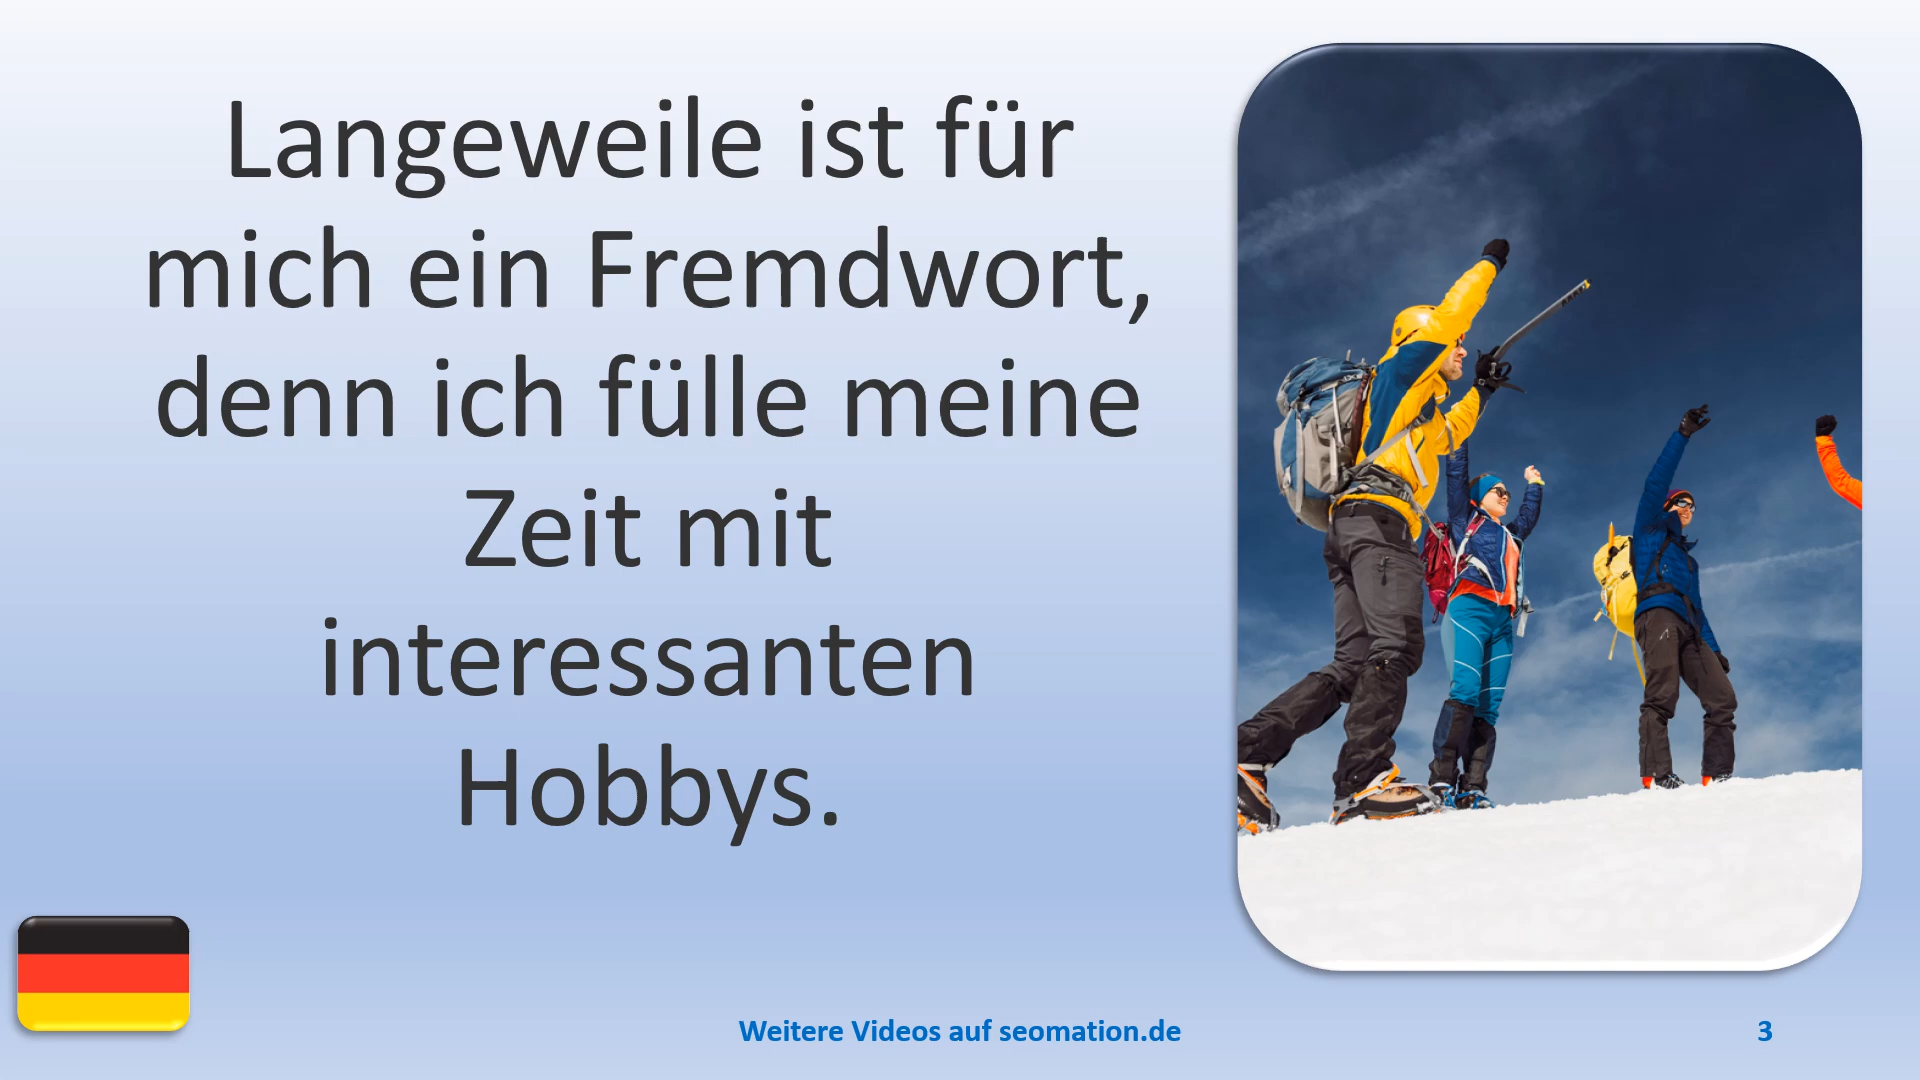 Langeweile ist für
mich ein Fremdwort,
denn ich fülle meine
Zeit mit
interessanten
Hobbys.
Weitere Videos auf seomation.de
3